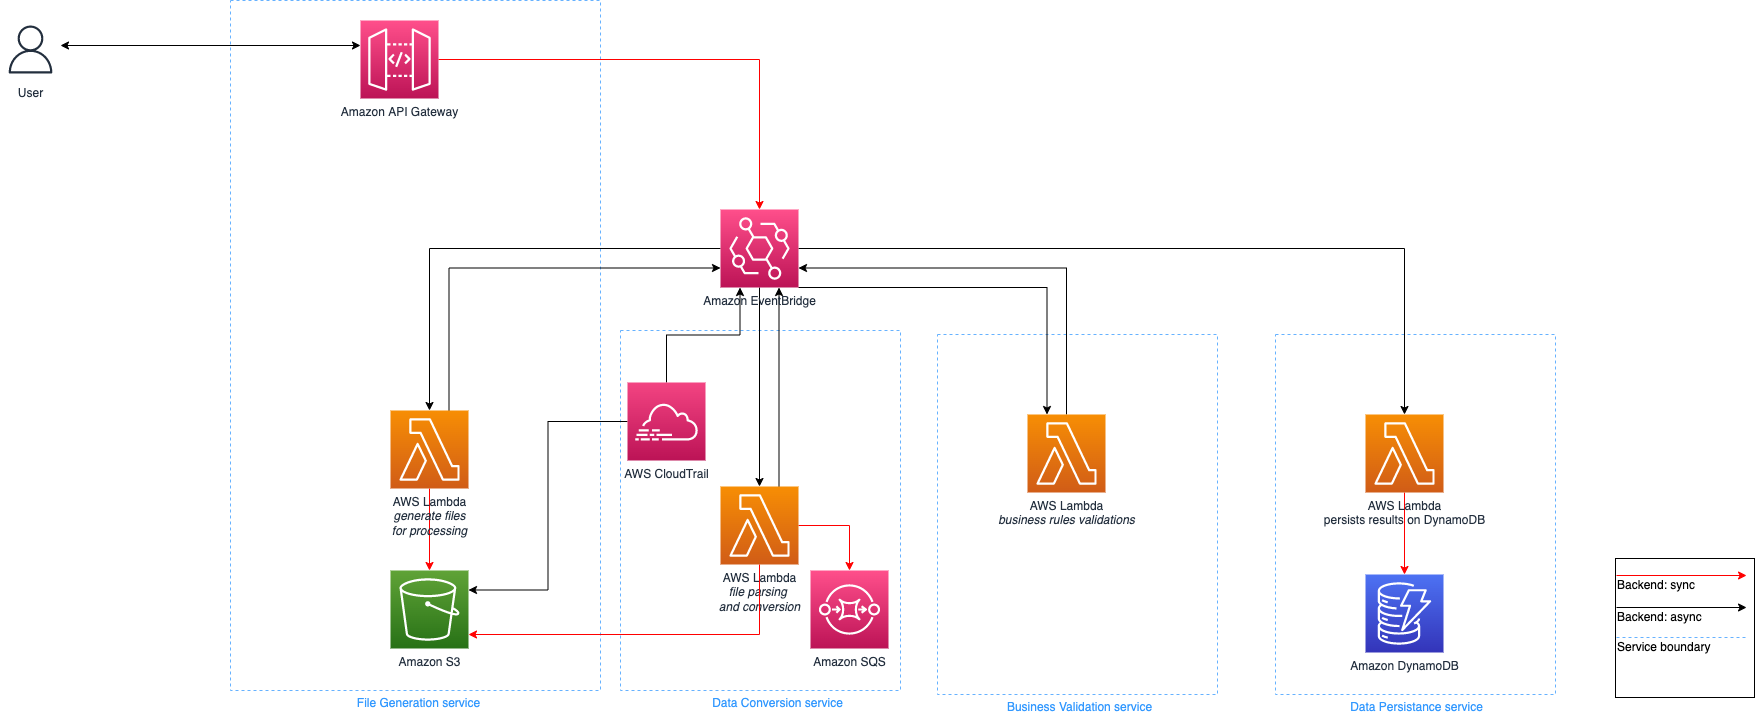 User
Amazon API Gateway
Amazon EventBridge
AWS CloudTrail
AWS Lambda
generate files
for processing
AWS Lambda
file parsing
and conversion
AWS Lambda
business rules validations
AWS Lambda
persists results on DynamoDB
Amazon S3
Amazon SQS
Amazon DynamoDB
Backend: sync
Backend: async
Service boundary
File Generation service
Data Conversion service
Business Validation service
Data Persistance service